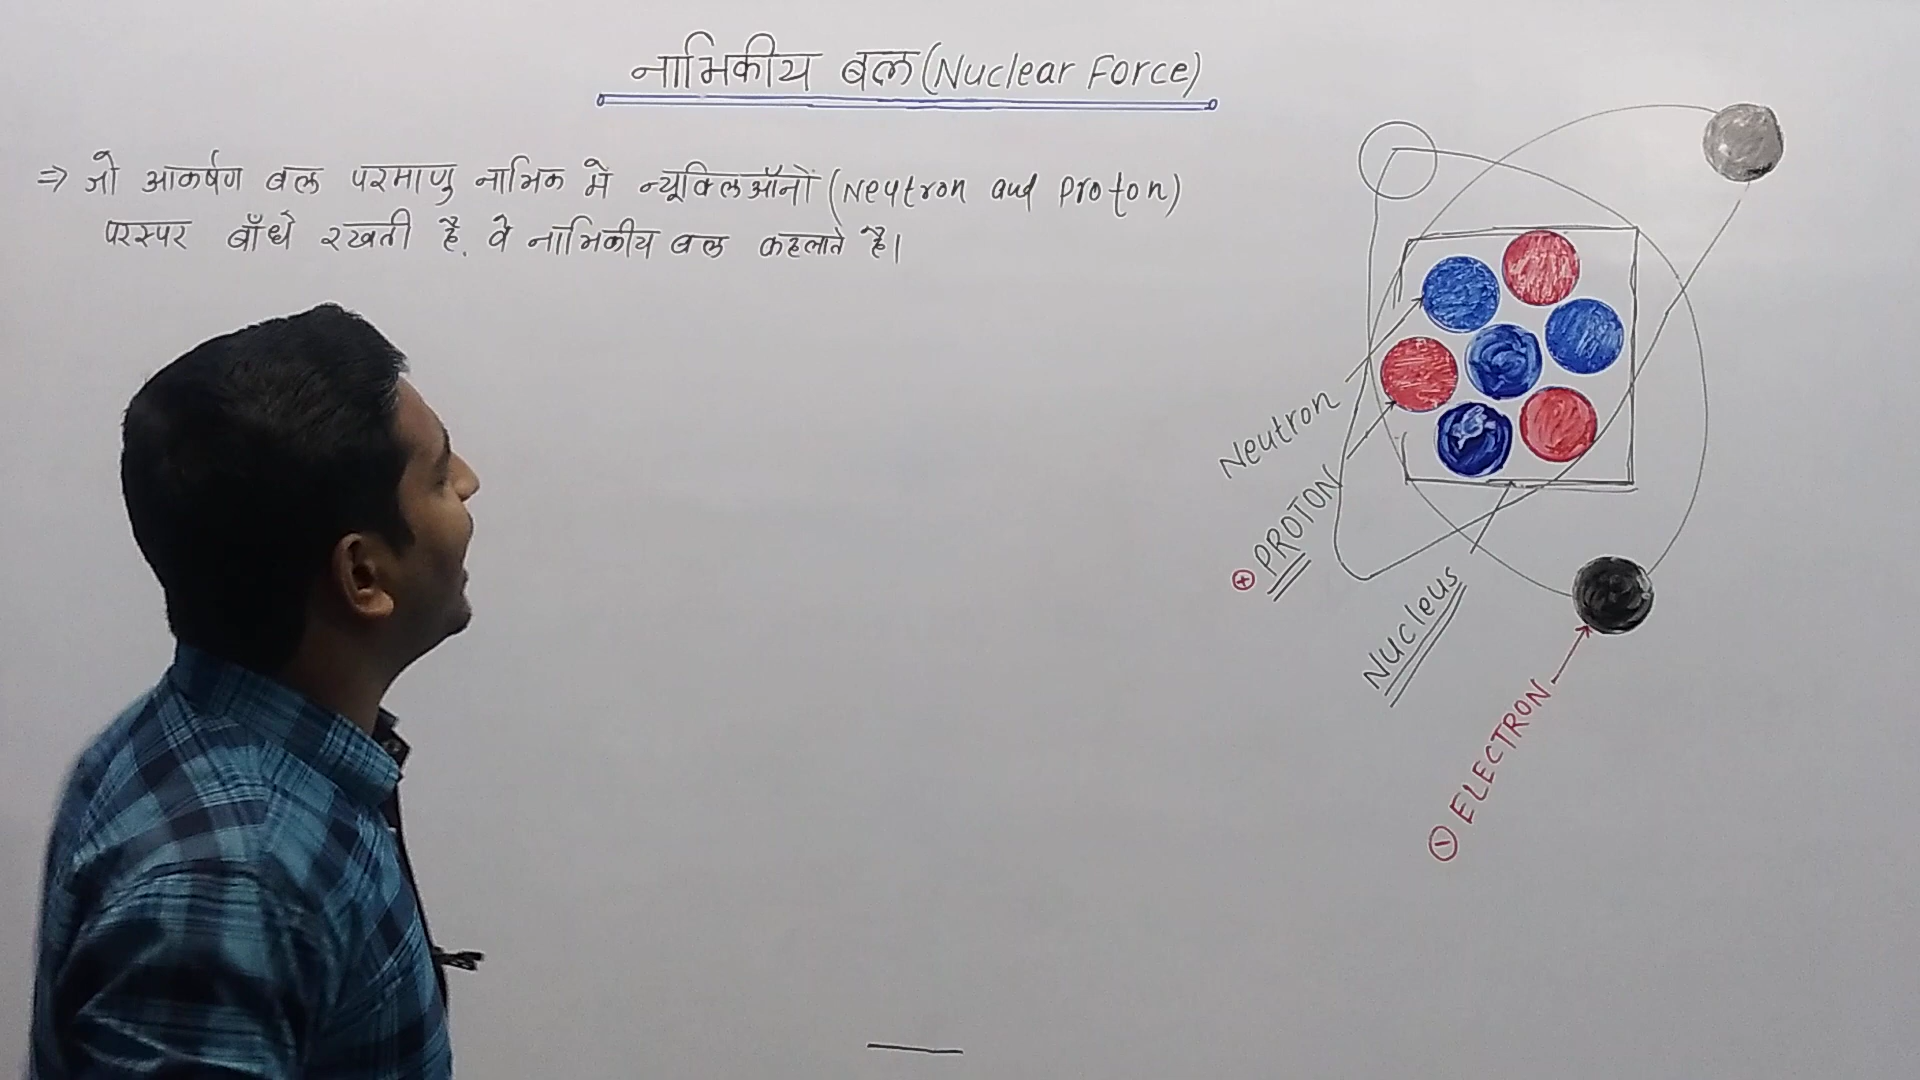 नाभिकीय बल (Nuclear Force)
⇒ जो आकर्षण बल परमाणु नाभिक मे न्यूक्लिऑनों (Neutron and proton)
परस्पर बाँधे रखती है. वे नाभिकीय बल कहलाते है।
Neutron
⊕ PROTON
Nucleus
⊖ ELECTRON